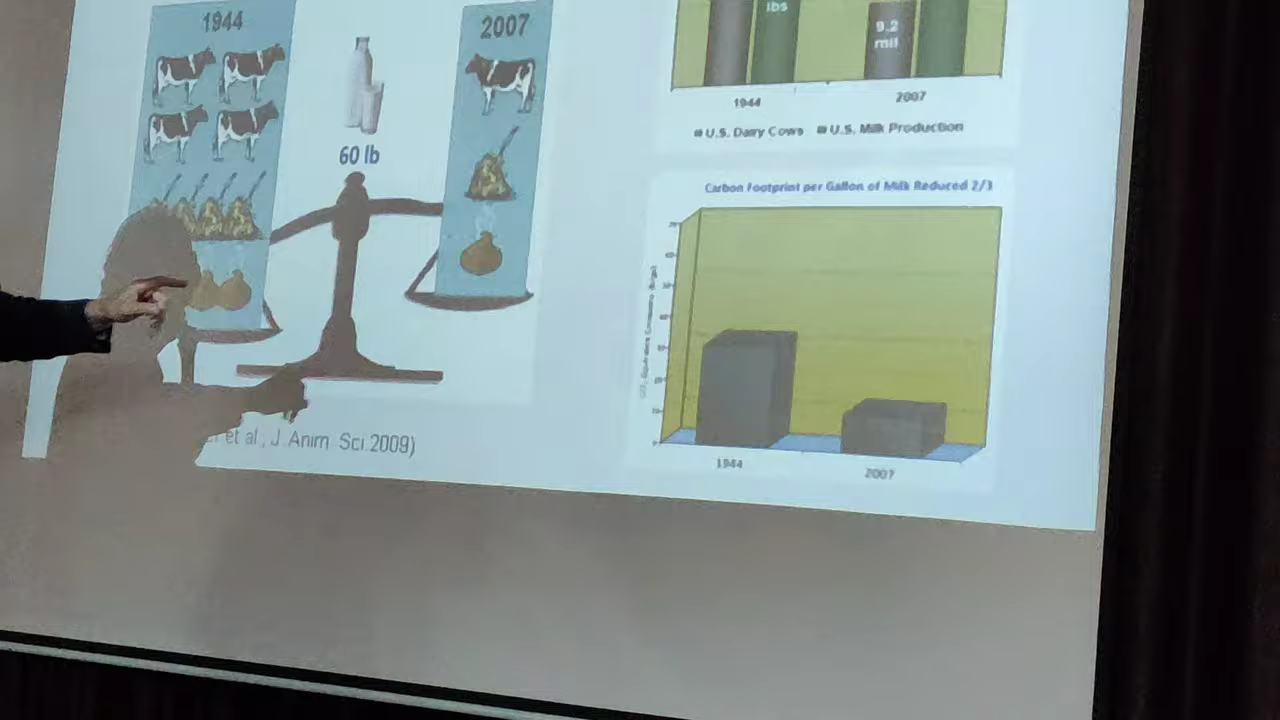 1944
2007
60 lb
et al., J. Anim. Sci. 2009)
lbs
9.2
mil
1944
2007
U.S. Dairy Cows
U.S. Milk Production
Carbon Footprint per Gallon of Milk Reduced 2/3
1944
2007